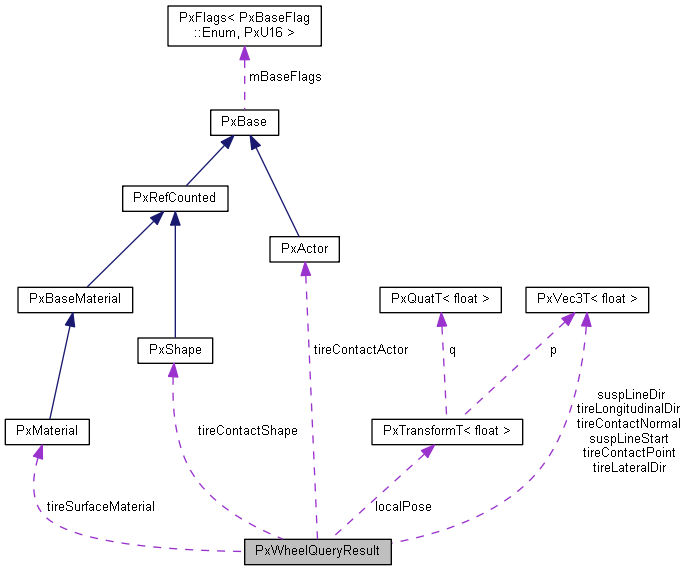 PxFlags< PxBaseFlag
::Enum, PxU16 >
mBaseFlags
PxBase
PxRefCounted
PxActor
PxBaseMaterial
PxQuatT< float >
PxVec3T< float >
PxShape
tireContactActor
q
p
suspLineDir
tireLongitudinalDir
tireContactNormal
suspLineStart
tireContactPoint
tireLateralDir
PxMaterial
tireContactShape
PxTransformT< float >
tireSurfaceMaterial
localPose
PxWheelQueryResult